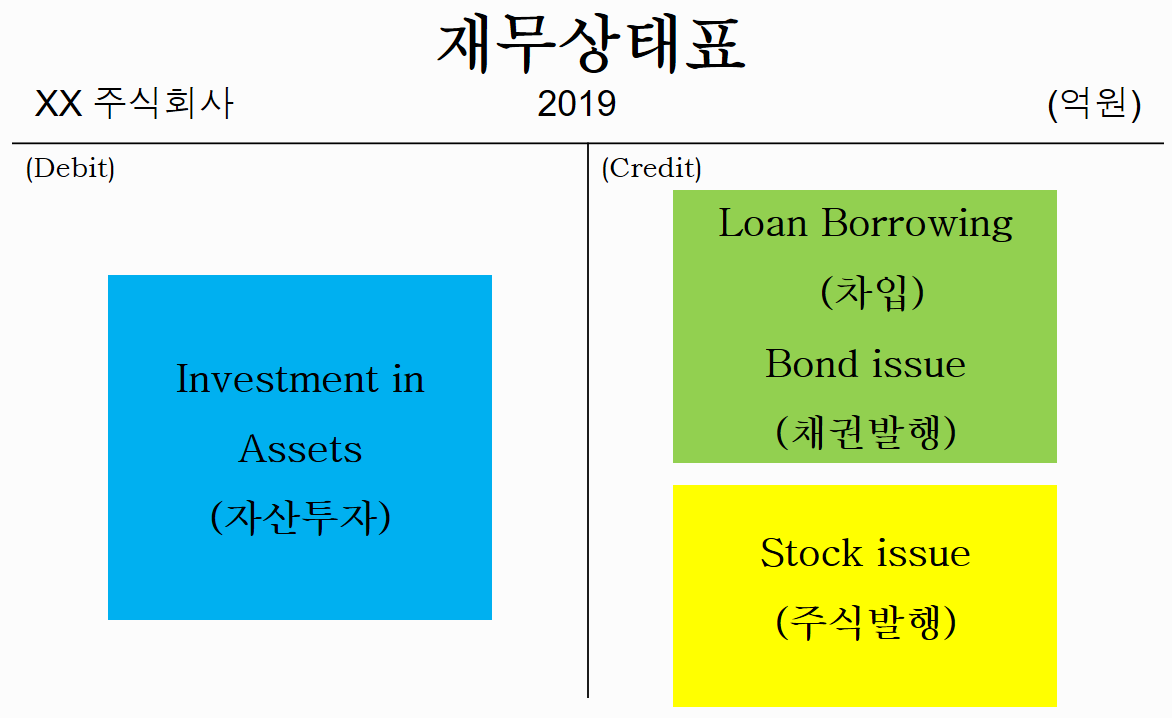 재무상태표
XX 주식회사 2019 (억원)
(Debit)
Investment in
Assets
(자산투자)
(Credit)
Loan Borrowing
(차입)
Bond issue
(채권발행)
Stock issue
(주식발행)